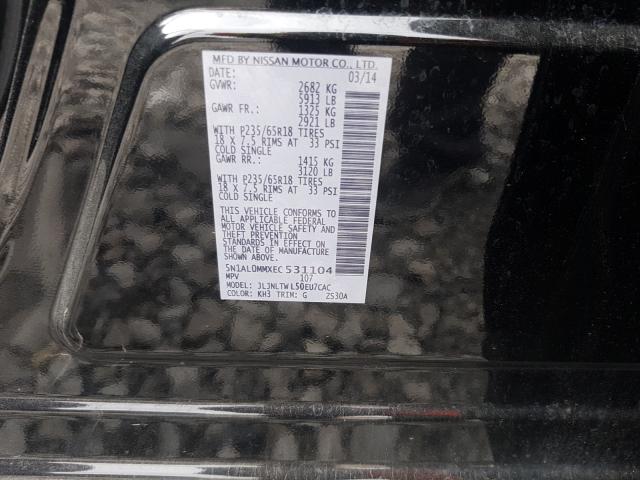 MFD BY NISSAN MOTOR CO., LTD.
DATE: 03/14
GVWR: 2682 KG
5913 LB
GAWR FR.: 1325 KG
2921 LB
WITH P235/65R18 TIRES
18 X 7.5 RIMS AT 33 PSI
COLD SINGLE
GAWR RR.: 1415 KG
3120 LB
WITH P235/65R18 TIRES
18 X 7.5 RIMS AT 33 PSI
COLD SINGLE
THIS VEHICLE CONFORMS TO
ALL APPLICABLE FEDERAL
MOTOR VEHICLE SAFETY AND
THEFT PREVENTION
STANDARDS IN EFFECT ON
THE DATE OF MANUFACTURE
SHOWN ABOVE.
5N1AL0MMXEC531104
MPV 107
MODEL: JL3NLTWL50EU7CAC
COLOR: KH3 TRIM: G ZS30A